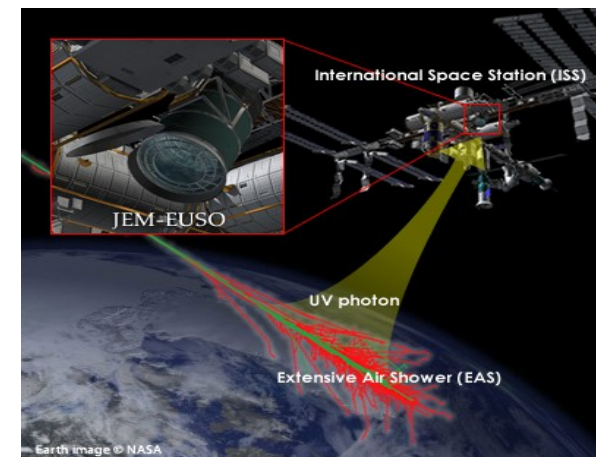 International Space Station (ISS)
JEM-EUSO
UV photon
Extensive Air Shower (EAS)
Earth image © NASA